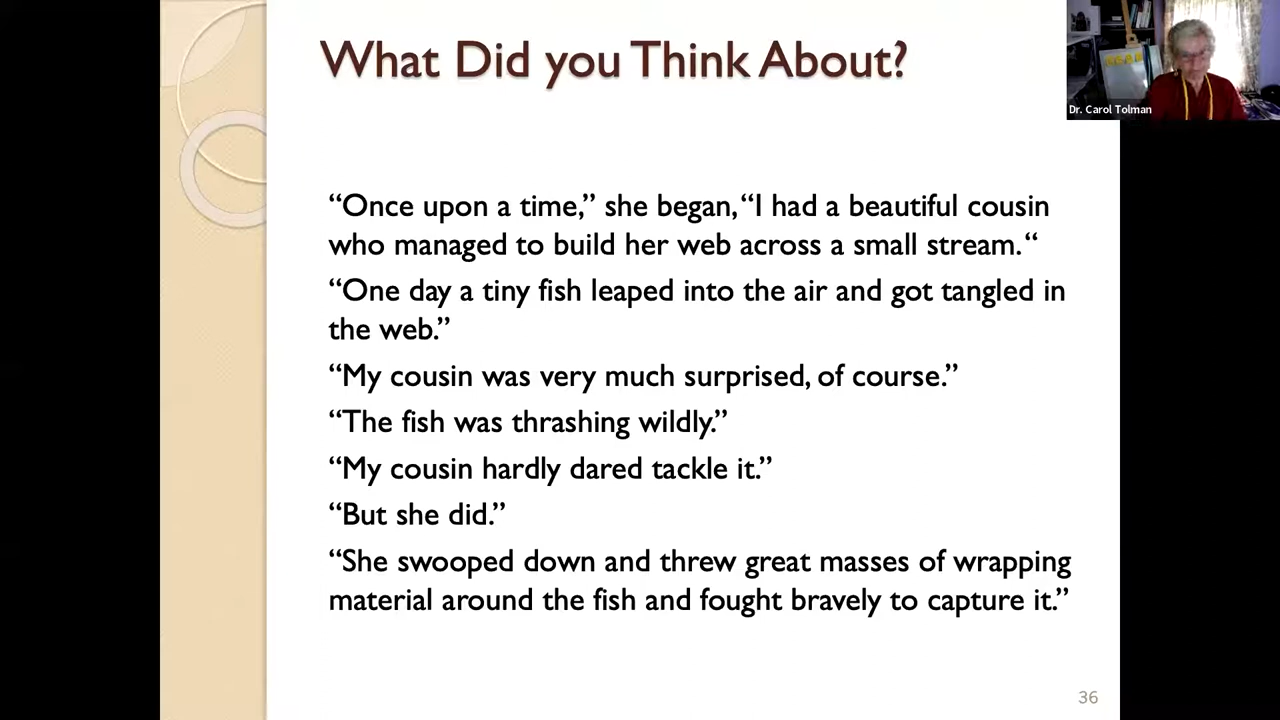 What Did you Think About?
Dr. Carol Tolman
“Once upon a time,” she began, “I had a beautiful cousin
who managed to build her web across a small stream. “
“One day a tiny fish leaped into the air and got tangled in
the web.”
“My cousin was very much surprised, of course.”
“The fish was thrashing wildly.”
“My cousin hardly dared tackle it.”
“But she did.”
“She swooped down and threw great masses of wrapping
material around the fish and fought bravely to capture it.”
36